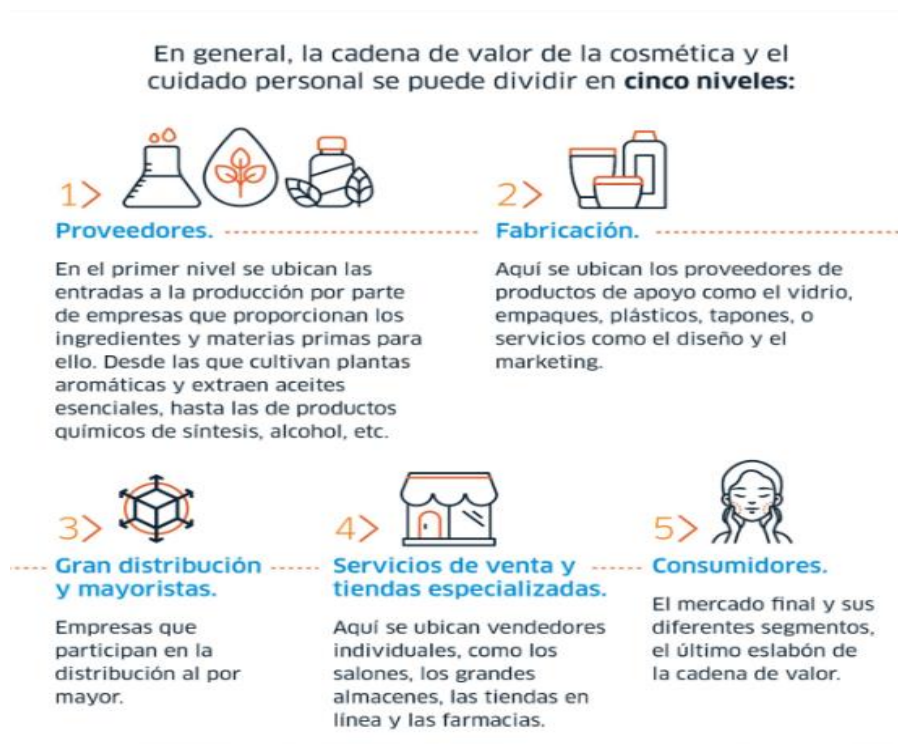 En general, la cadena de valor de la cosmética y el
cuidado personal se puede dividir en cinco niveles:
1>
Proveedores.
En el primer nivel se ubican las
entradas a la producción por parte
de empresas que proporcionan los
ingredientes y materias primas para
ello. Desde las que cultivan plantas
aromáticas y extraen aceites
esenciales, hasta las de productos
químicos de síntesis, alcohol, etc.
2>
Fabricación.
Aquí se ubican los proveedores de
productos de apoyo como el vidrio,
empaques, plásticos, tapones, o
servicios como el diseño y el
marketing.
3>
Gran distribución
y mayoristas.
Empresas que
participan en la
distribución al por
mayor.
4>
Servicios de venta y
tiendas especializadas.
Aquí se ubican vendedores
individuales, como los
salones, los grandes
almacenes, las tiendas en
línea y las farmacias.
5>
Consumidores.
El mercado final y sus
diferentes segmentos,
el último eslabón de
la cadena de valor.